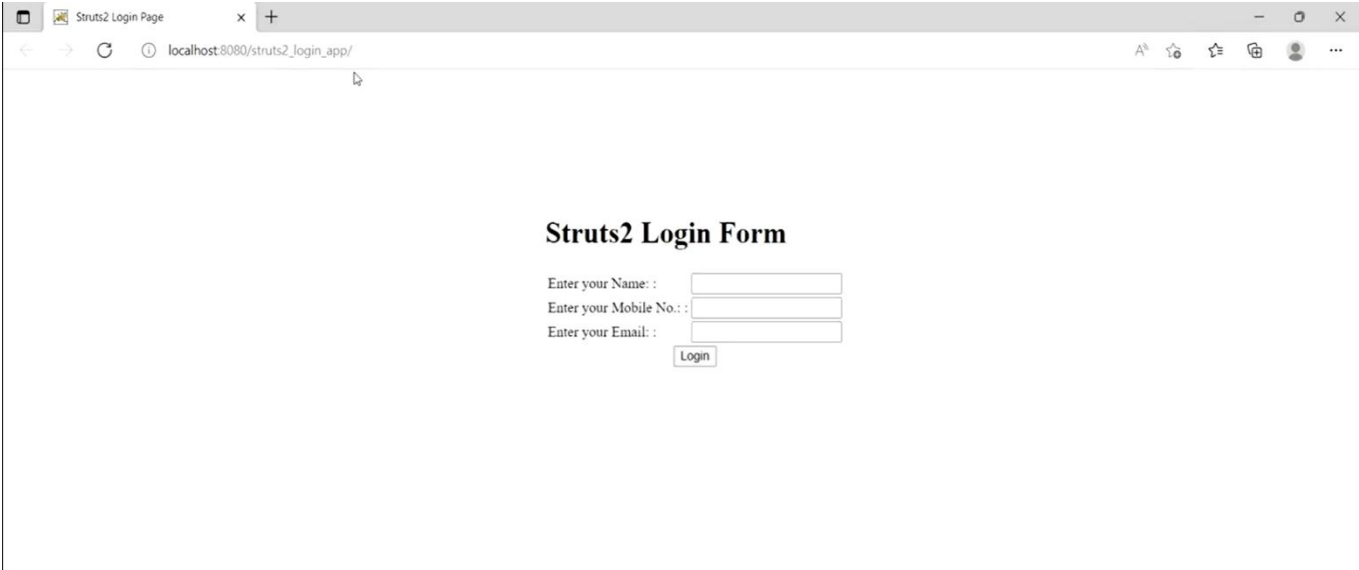 Struts2 Login Page
localhost:8080/struts2_login_app/
Struts2 Login Form
Enter your Name: :
Enter your Mobile No.: :
Enter your Email: :
Login